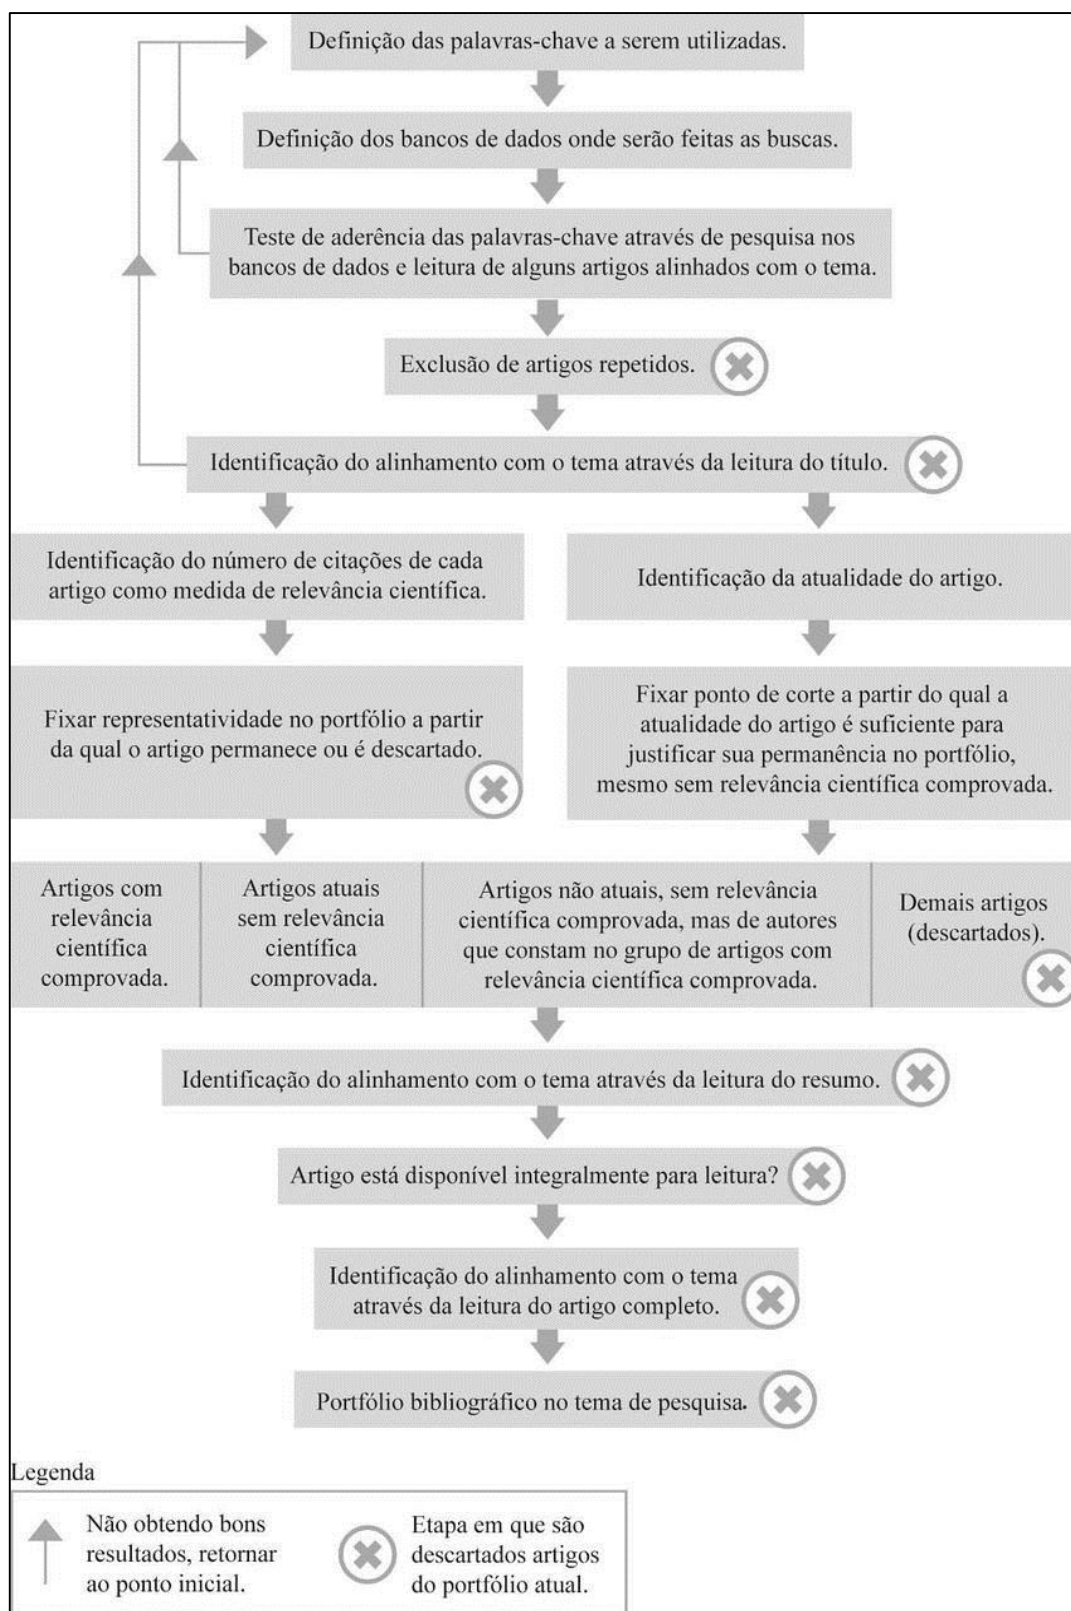 Definição das palavras-chave a serem utilizadas.
Definição dos bancos de dados onde serão feitas as buscas.
Teste de aderência das palavras-chave através de pesquisa nos
bancos de dados e leitura de alguns artigos alinhados com o tema.
Exclusão de artigos repetidos.
Identificação do alinhamento com o tema através da leitura do título.
Identificação do número de citações de cada
artigo como medida de relevância científica.
Identificação da atualidade do artigo.
Fixar representatividade no portfólio a partir
da qual o artigo permanece ou é descartado.
Fixar ponto de corte a partir do qual a
atualidade do artigo é suficiente para
justificar sua permanência no portfólio,
mesmo sem relevância científica comprovada.
Artigos com
relevância
científica
comprovada.
Artigos atuais
sem relevância
científica
comprovada.
Artigos não atuais, sem relevância
científica comprovada, mas de autores
que constam no grupo de artigos com
relevância científica comprovada.
Demais artigos
(descartados).
Identificação do alinhamento com o tema através da leitura do resumo.
Artigo está disponível integralmente para leitura?
Identificação do alinhamento com o tema
através da leitura do artigo completo.
Portfólio bibliográfico no tema de pesquisa.
Legenda
Não obtendo bons
resultados, retornar
ao ponto inicial.
Etapa em que são
descartados artigos
do portfólio atual.